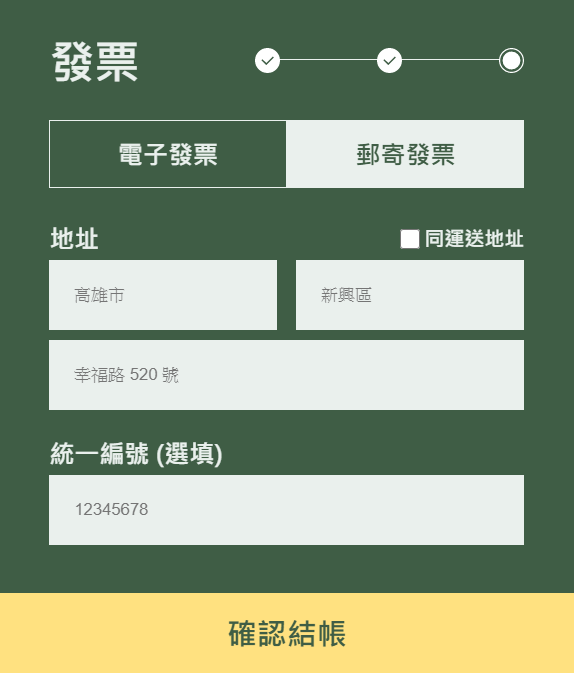 發票
電子發票 郵寄發票
地址 同運送地址
高雄市 新興區
幸福路 520 號
統一編號 (選填)
12345678
確認結帳